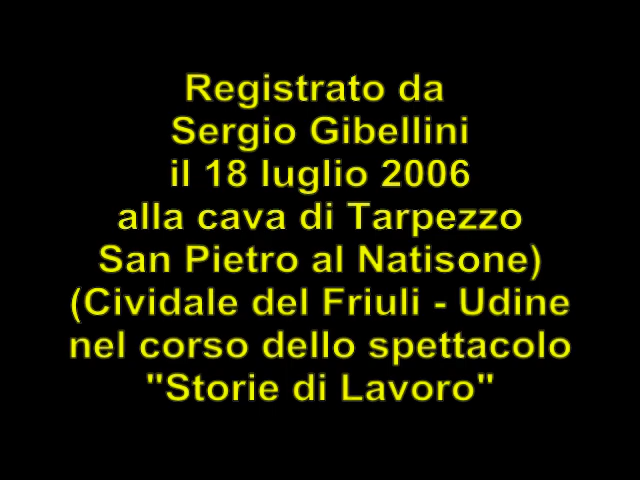 Registrato da
Sergio Gibellini
il 18 luglio 2006
alla cava di Tarpezzo
San Pietro al Natisone)
(Cividale del Friuli - Udine
nel corso dello spettacolo
"Storie di Lavoro"